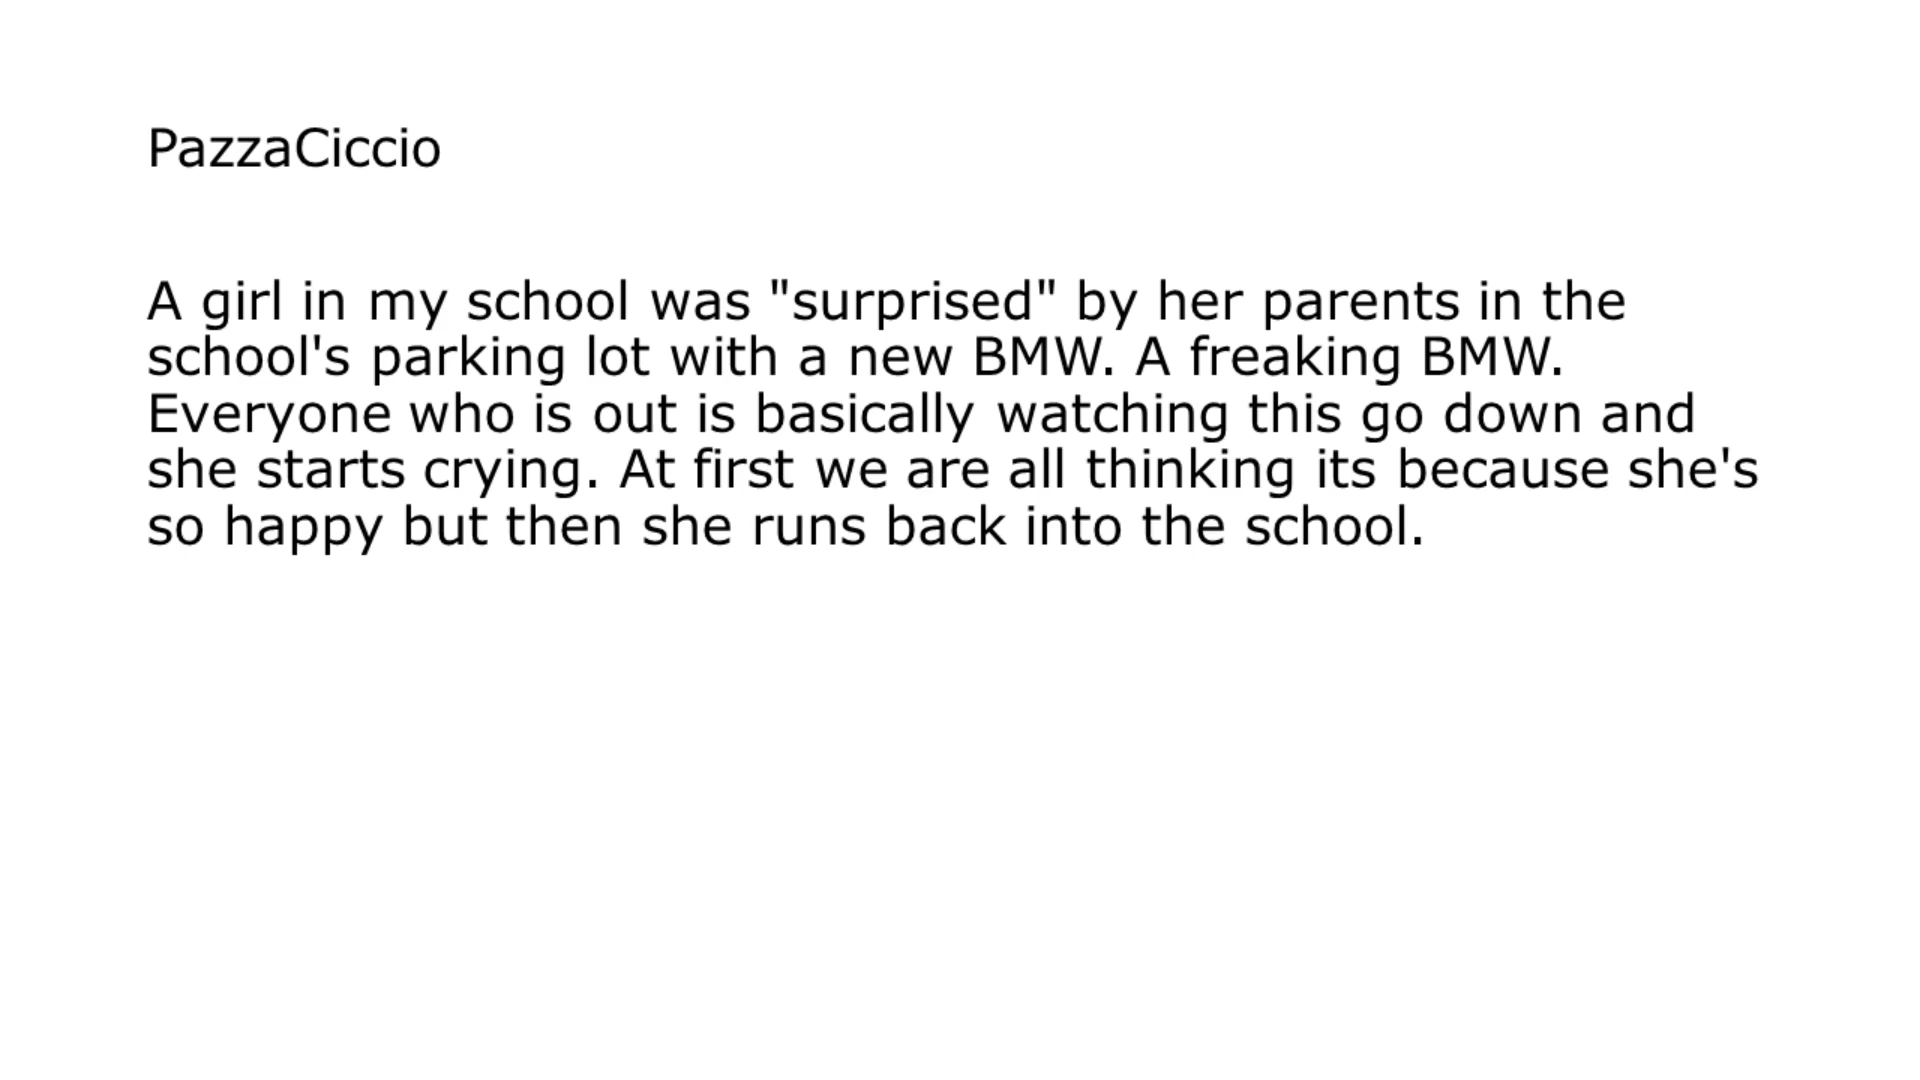 PazzaCiccio
A girl in my school was "surprised" by her parents in the
school's parking lot with a new BMW. A freaking BMW.
Everyone who is out is basically watching this go down and
she starts crying. At first we are all thinking its because she's
so happy but then she runs back into the school.